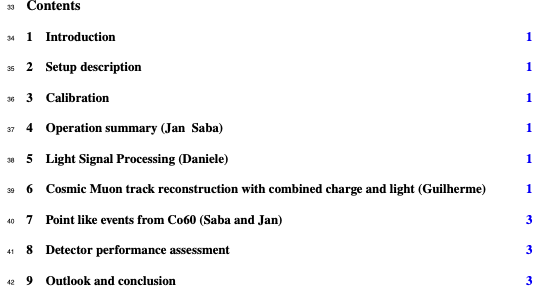 33 Contents
34 1 Introduction 1
35 2 Setup description 1
36 3 Calibration 1
37 4 Operation summary (Jan Saba) 1
38 5 Light Signal Processing (Daniele) 1
39 6 Cosmic Muon track reconstruction with combined charge and light (Guilherme) 1
40 7 Point like events from Co60 (Saba and Jan) 3
41 8 Detector performance assessment 3
42 9 Outlook and conclusion 3